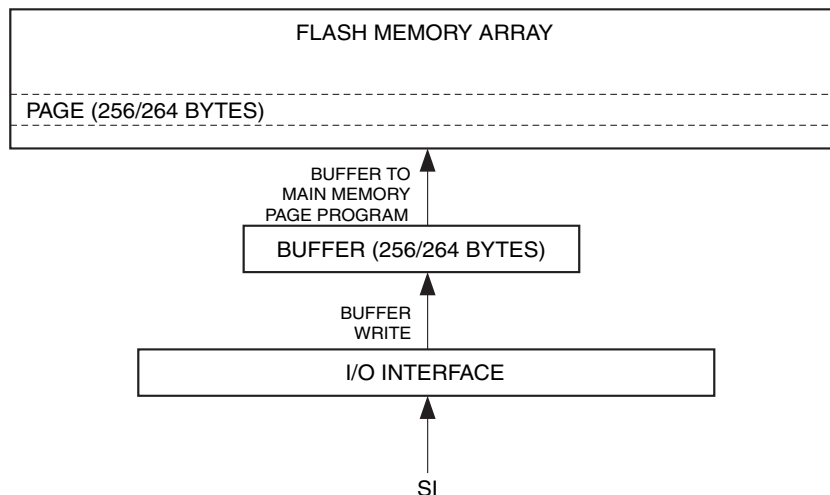 FLASH MEMORY ARRAY
PAGE (256/264 BYTES)
BUFFER TO
MAIN MEMORY
PAGE PROGRAM
BUFFER (256/264 BYTES)
BUFFER
WRITE
I/O INTERFACE
SI